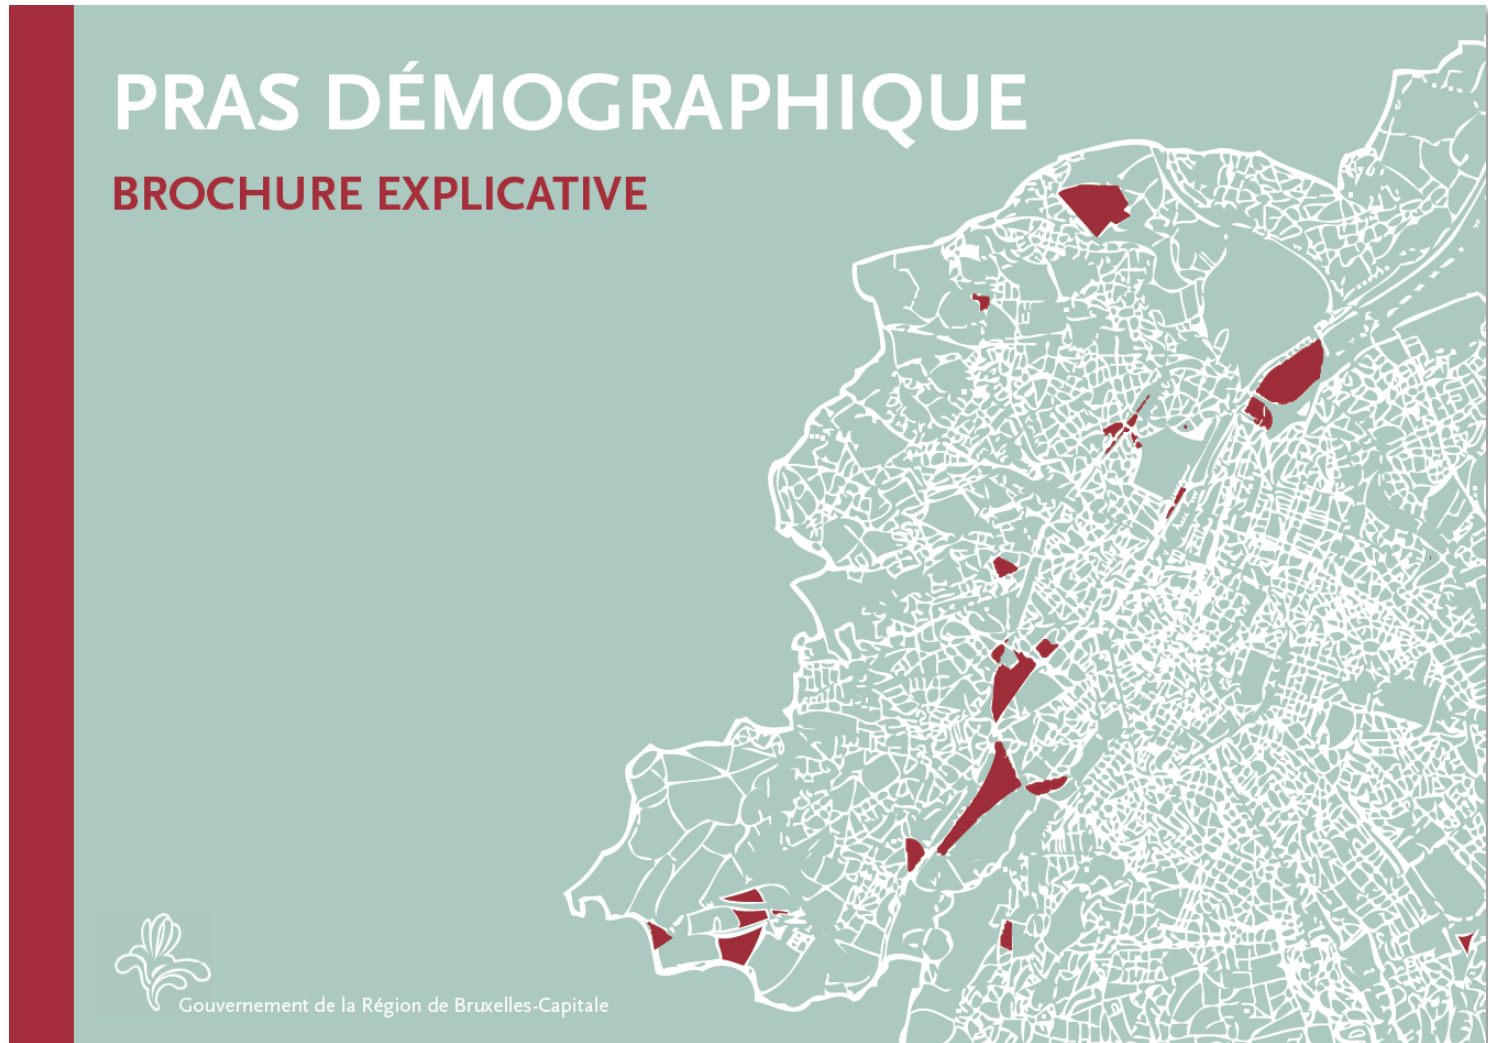 PRAS DÉMOGRAPHIQUE
BROCHURE EXPLICATIVE
Gouvernement de la Région de Bruxelles-Capitale